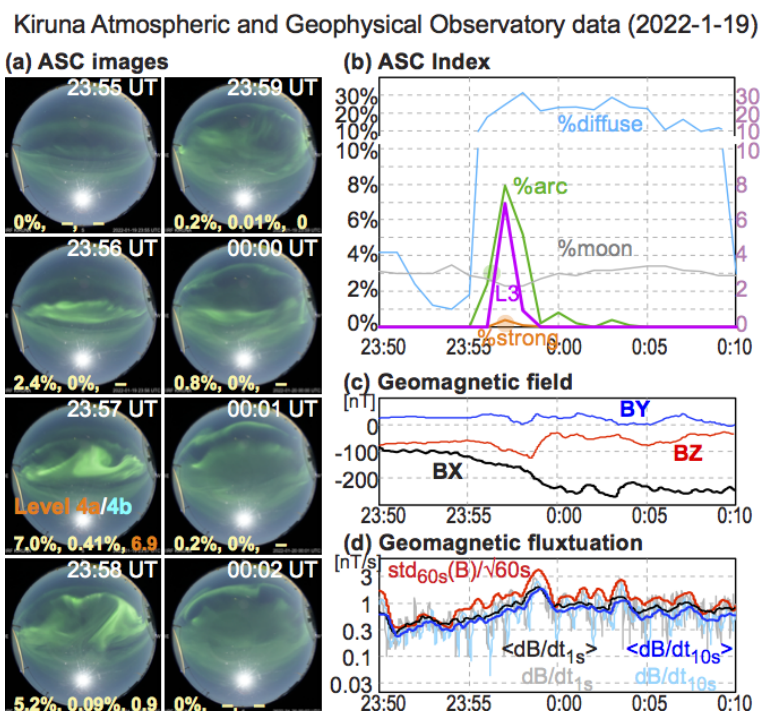 Kiruna Atmospheric and Geophysical Observatory data (2022-1-19)
(a) ASC images
23:55 UT
0%, –, –
23:59 UT
0.2%, 0.01%, 0
23:56 UT
2.4%, 0%, –
00:00 UT
0.8%, 0%, –
23:57 UT
Level 4a/4b
7.0%, 0.41%, 6.9
00:01 UT
0.2%, 0%, –
23:58 UT
5.2%, 0.09%, 0.9
00:02 UT
0%, –, –
(b) ASC Index
30%
20%
10%
10%
8%
6%
4%
2%
0%
30
20
10
8
6
4
2
0
%diffuse
%arc
%moon
L3
%strong
23:50 23:55 0:00 0:05 0:10
(c) Geomagnetic field
[nT]
0
-100
-200
BY
BZ
BX
23:50 23:55 0:00 0:05 0:10
(d) Geomagnetic fluxtuation
[nT/s]
3
1
0.3
0.1
0.03
std60s(B)/√60s
<dB/dt1s> <dB/dt10s>
dB/dt1s dB/dt10s
23:50 23:55 0:00 0:05 0:10